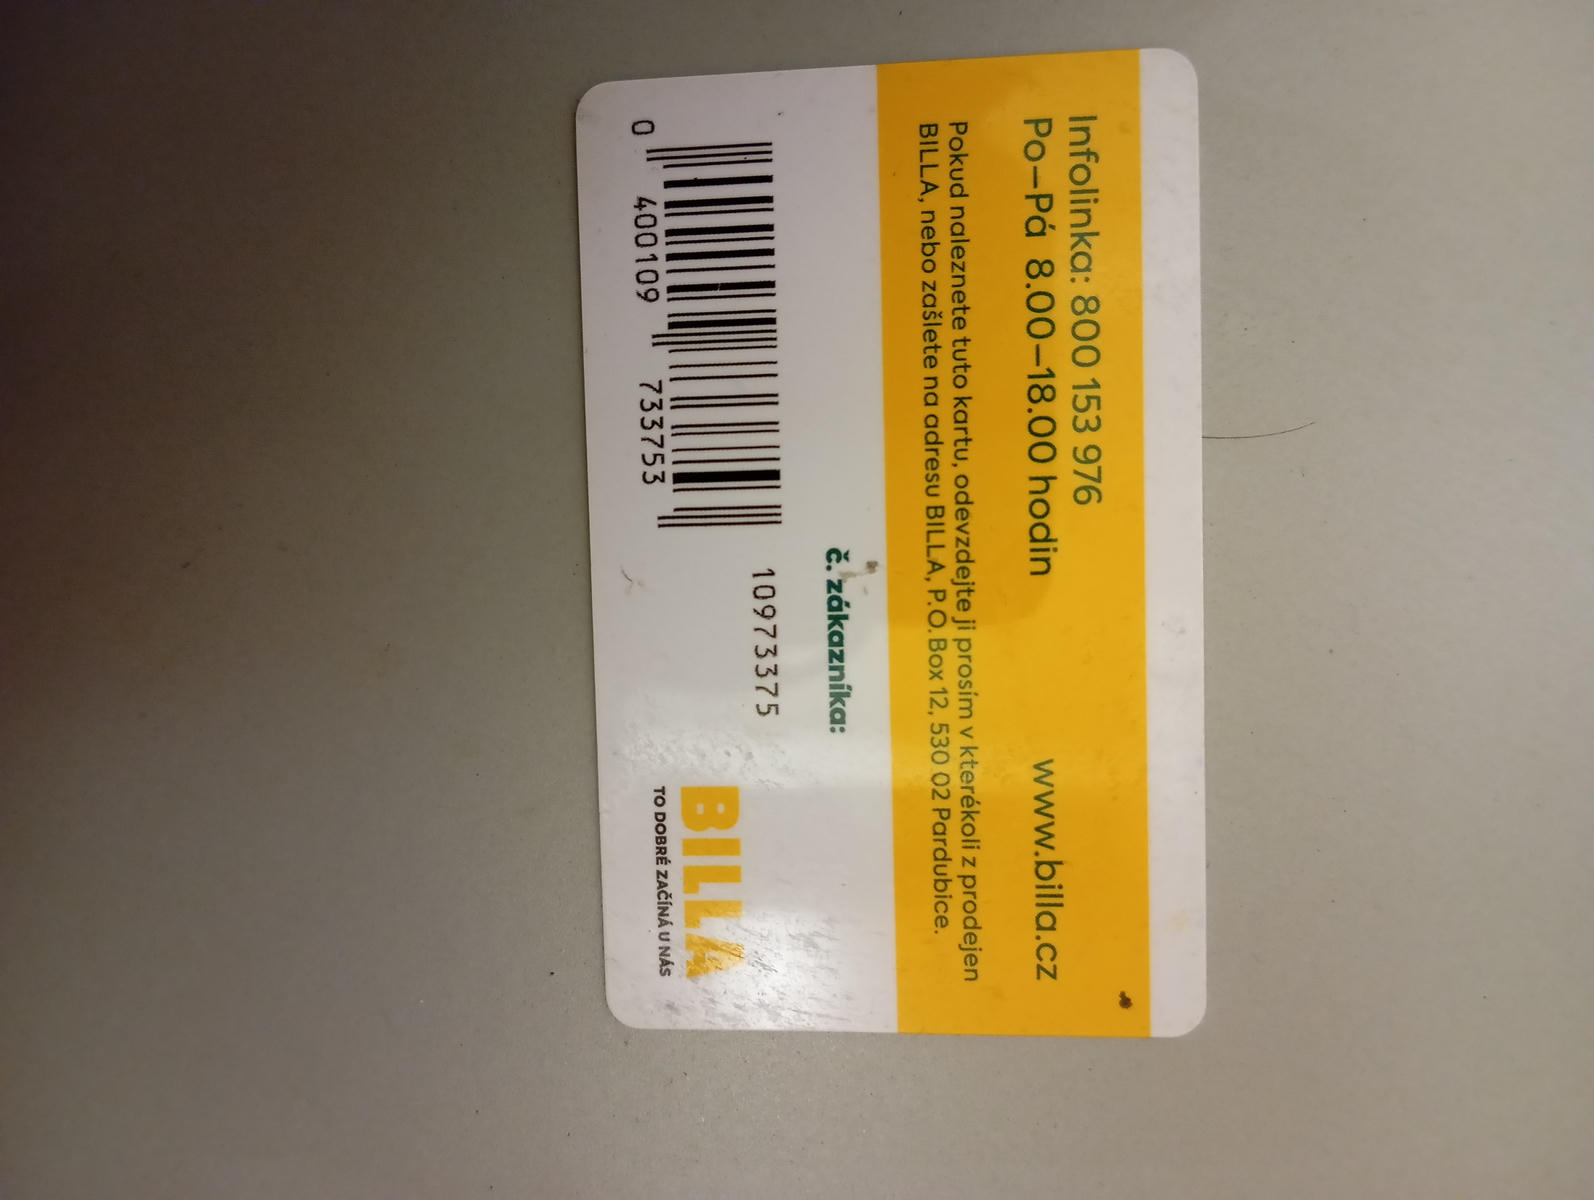 Infolinka: 800 153 976
Po–Pá 8.00–18.00 hodin
www.billa.cz
Pokud naleznete tuto kartu, odevzdejte ji prosím v kterékoli z prodejen
BILLA, nebo zašlete na adresu BILLA, P.O. Box 12, 530 02 Pardubice.
č. zákazníka:
10973375
0 400109 733753
BILLA
TO DOBRÉ ZAČÍNÁ U NÁS